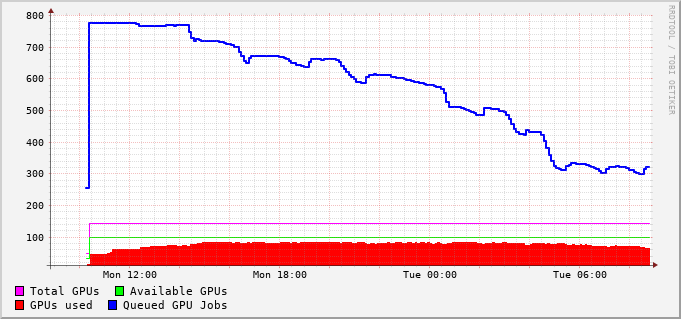 800
700
600
500
400
300
200
100
Mon 12:00 Mon 18:00 Tue 00:00 Tue 06:00
Total GPUs Available GPUs
GPUs used Queued GPU Jobs
RRDTOOL / TOBI OETIKER